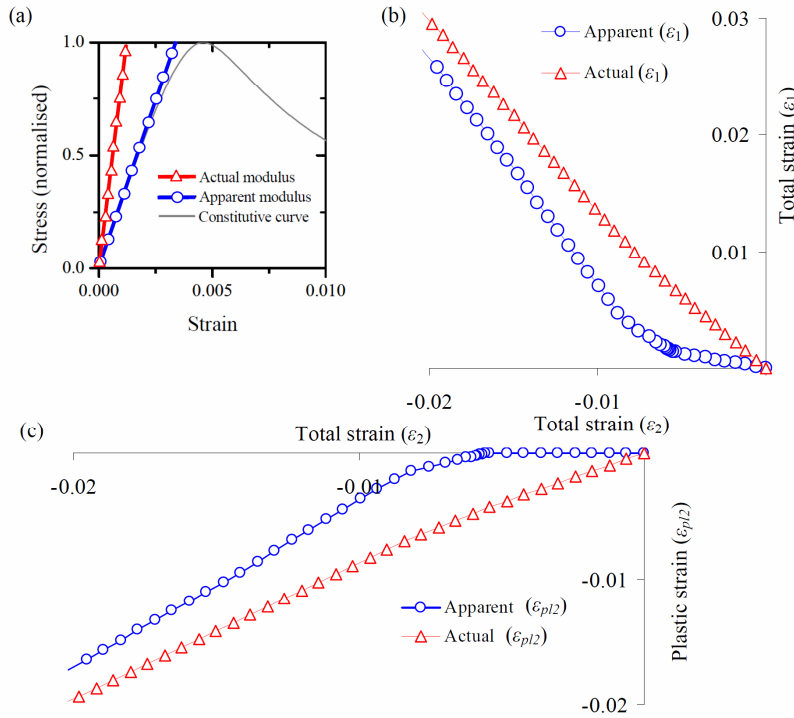 (a)
1.0
0.5
0.0
Stress (normalised)
Actual modulus
Apparent modulus
Constitutive curve
0.000
0.005
0.010
Strain
(b)
Apparent (ε1)
Actual (ε1)
0.03
0.02
0.01
Total strain (ε1)
-0.02
-0.01
Total strain (ε2)
(c)
Total strain (ε2)
-0.02
-0.01
-0.01
-0.02
Plastic strain (εpl2)
Apparent (εpl2)
Actual (εpl2)